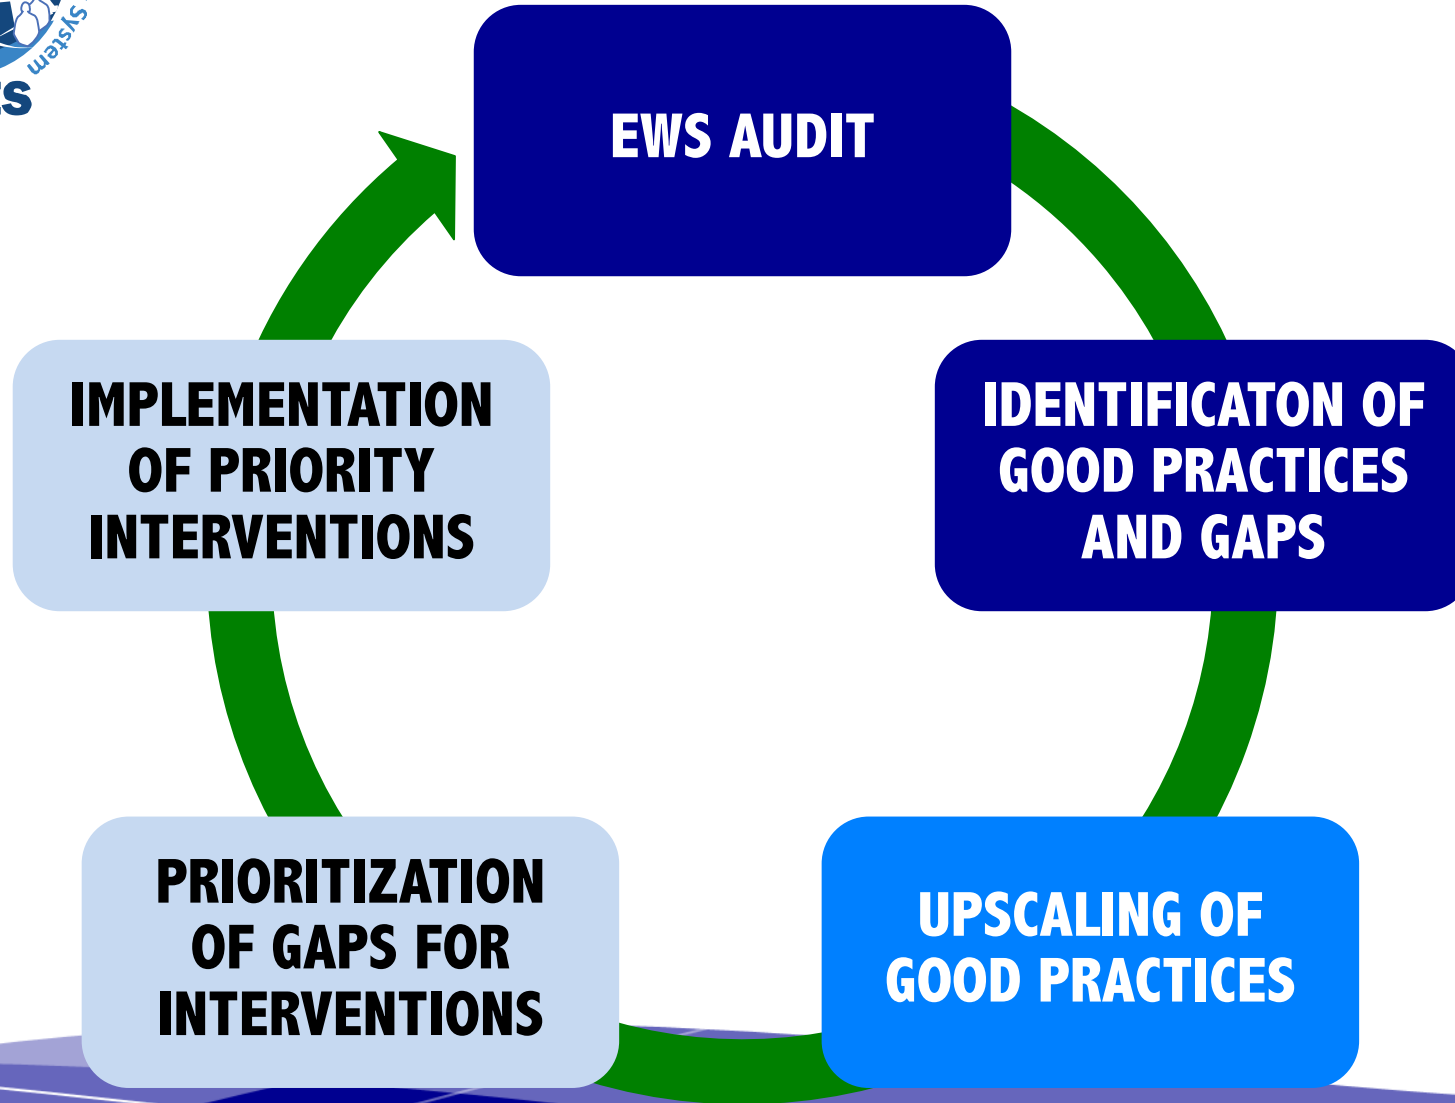 System
EWS AUDIT
IDENTIFICATON OF
GOOD PRACTICES
AND GAPS
UPSCALING OF
GOOD PRACTICES
PRIORITIZATION
OF GAPS FOR
INTERVENTIONS
IMPLEMENTATION
OF PRIORITY
INTERVENTIONS